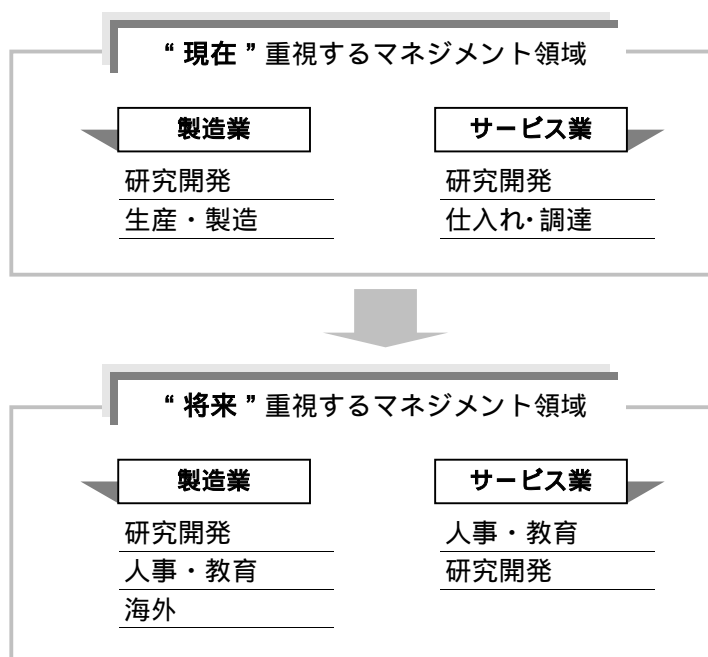 “ 現在 ” 重視するマネジメント領域
製造業
研究開発
生産・製造
サービス業
研究開発
仕入れ・調達
“ 将来 ” 重視するマネジメント領域
製造業
研究開発
人事・教育
海外
サービス業
人事・教育
研究開発